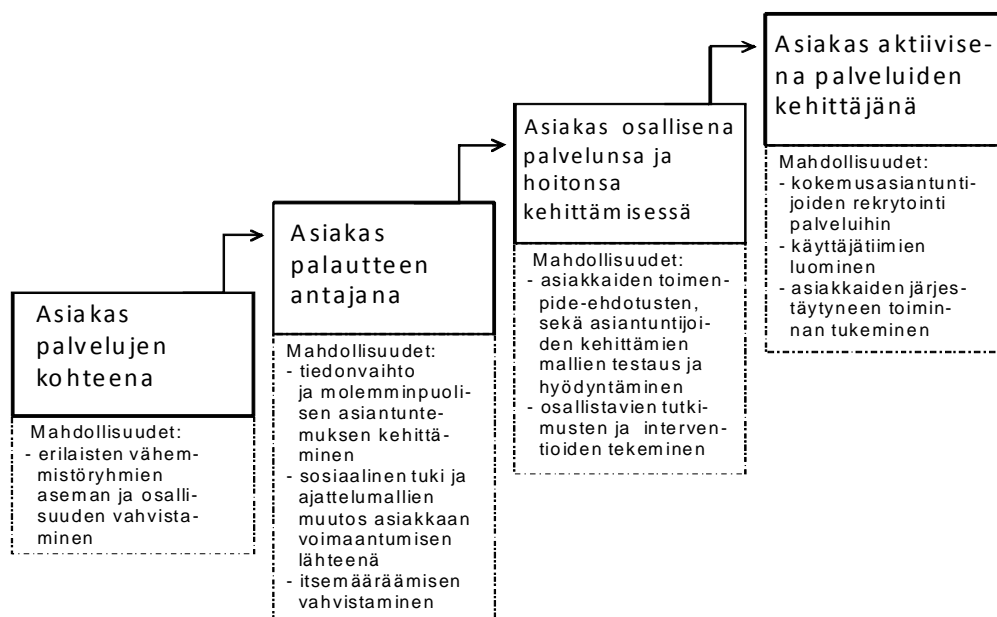 Asiakas
palvelujen
kohteena
Mahdollisuudet:
- erilaisten vähem-
mistöryhmien
aseman ja osalli-
suuden vahvista-
minen
Asiakas
palautteen
antajana
Mahdollisuudet:
- tiedonvaihto
ja molemminpuoli-
sen asiantunte-
muksen kehittä-
minen
- sosiaalinen tuki ja
ajattelumallien
muutos asiakkaan
voimaantumisen
lähteenä
- itsemääräämisen
vahvistaminen
Asiakas osallisena
palvelunsa ja
hoitonsa
kehittämisessä
Mahdollisuudet:
- asiakkaiden toimen-
pide-ehdotusten,
sekä asiantuntijoi-
den kehittämien
mallien testaus ja
hyödyntäminen
- osallistavien tutki-
musten ja interven-
tioiden tekeminen
Asiakas aktiivise-
na palveluiden
kehittäjänä
Mahdollisuudet:
- kokemusasiantunti-
joiden rekrytointi
palveluihin
- käyttäjätiimien
luominen
- asiakkaiden järjes-
täytyneen toimin-
nan tukeminen